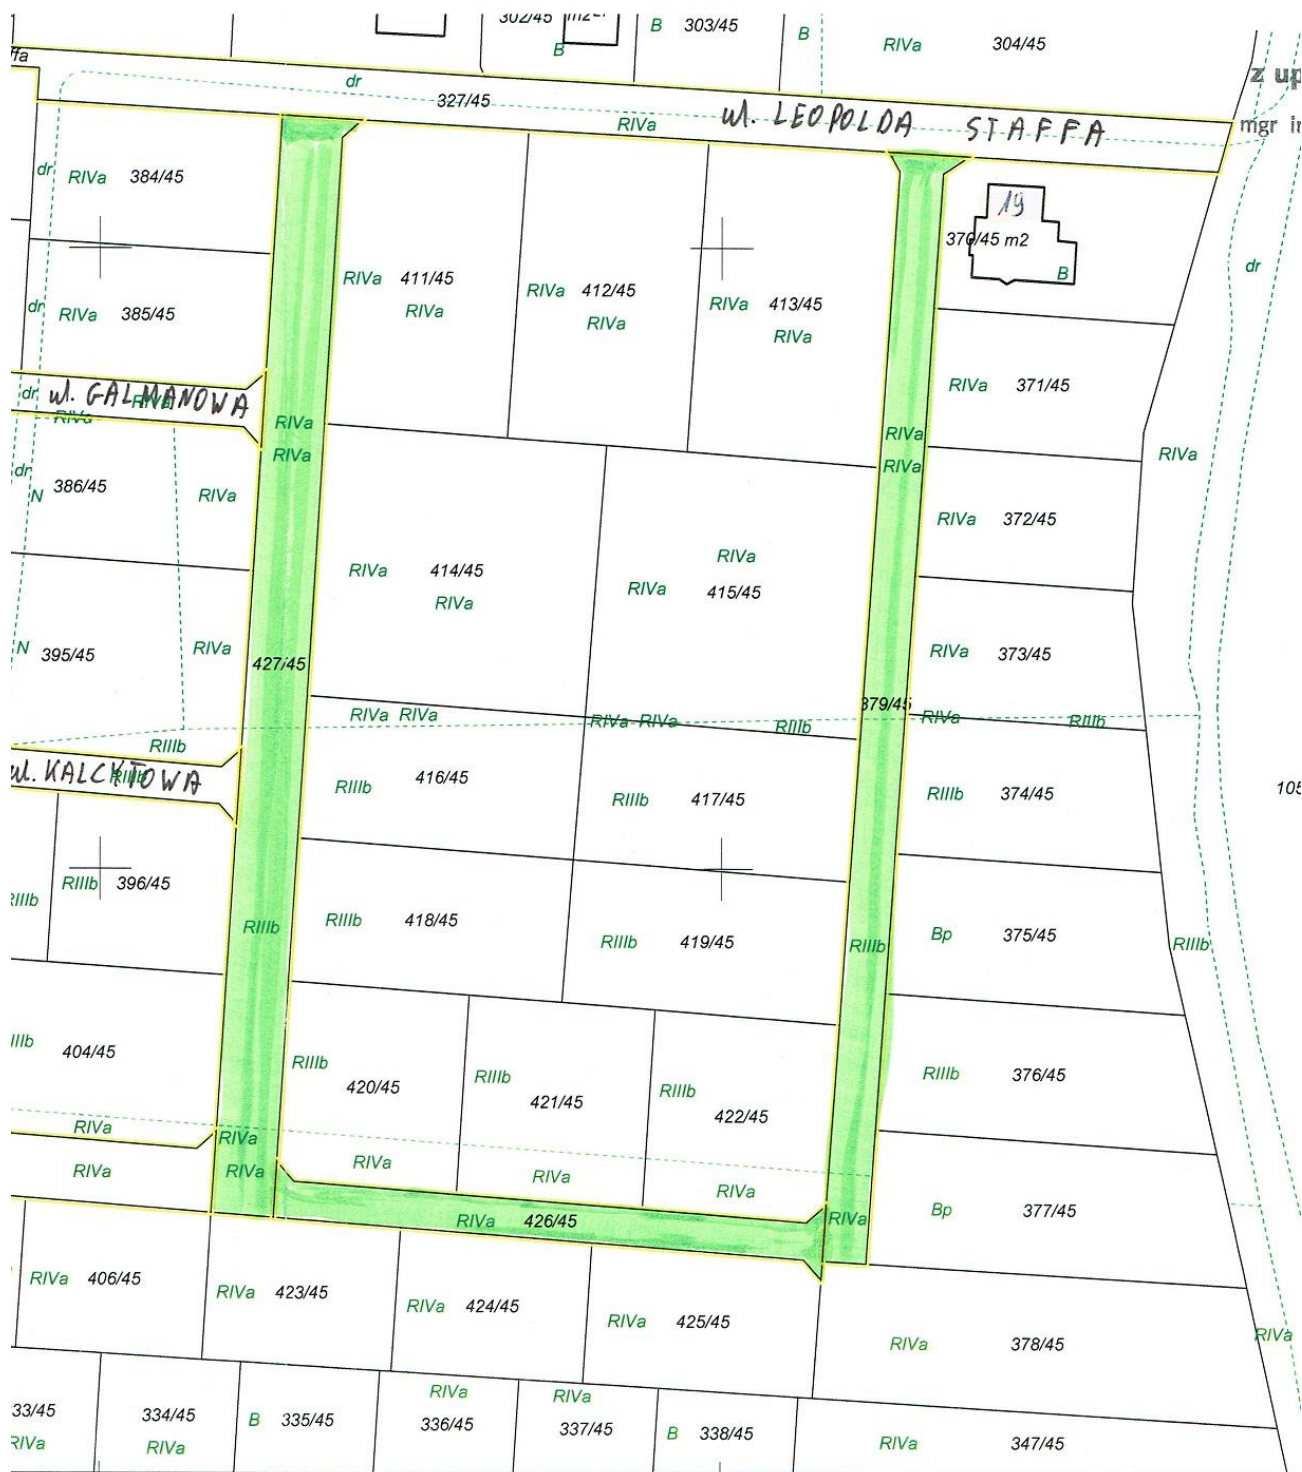 302/45
B
B 303/45
B
RIVa 304/45
ffa
dr
327/45
RIVa
ul. LEOPOLDA STAFFA
z up
mgr in
dr RIVa 384/45
19
370/45 m2
B
dr
RIVa 411/45
RIVa
RIVa 412/45
RIVa
RIVa 413/45
RIVa
dr RIVa 385/45
RIVa 371/45
dr ul. GALMANOWA
RIVa
RIVa
RIVa
RIVa
RIVa
RIVa
RIVa
dr
N 386/45 RIVa
RIVa 372/45
RIVa 414/45
RIVa
RIVa
RIVa 415/45
N 395/45 RIVa
427/45
RIVa 373/45
379/45
RIVa RIVa
RIVa RIVa
RIIIb
RIVa
RIIIb
RIIIb
ul. KALCYTOWA
RIIIb
RIIIb 416/45
RIIIb 417/45
RIIIb 374/45
105
RIIIb
RIIIb 396/45
RIIIb
RIIIb 418/45
RIIIb 419/45
RIIIb
Bp 375/45
RIIIb
IIIb
404/45
RIIIb
420/45
RIIIb
421/45
RIIIb
422/45
RIIIb 376/45
RIVa
RIVa
RIVa
RIVa
RIVa
RIVa
RIVa
RIVa 426/45
RIVa
Bp 377/45
RIVa 406/45
RIVa 423/45
RIVa 424/45
RIVa 425/45
RIVa 378/45
RIVa
33/45
RIVa
334/45
RIVa
B 335/45
RIVa
336/45
RIVa
337/45
B 338/45
RIVa 347/45